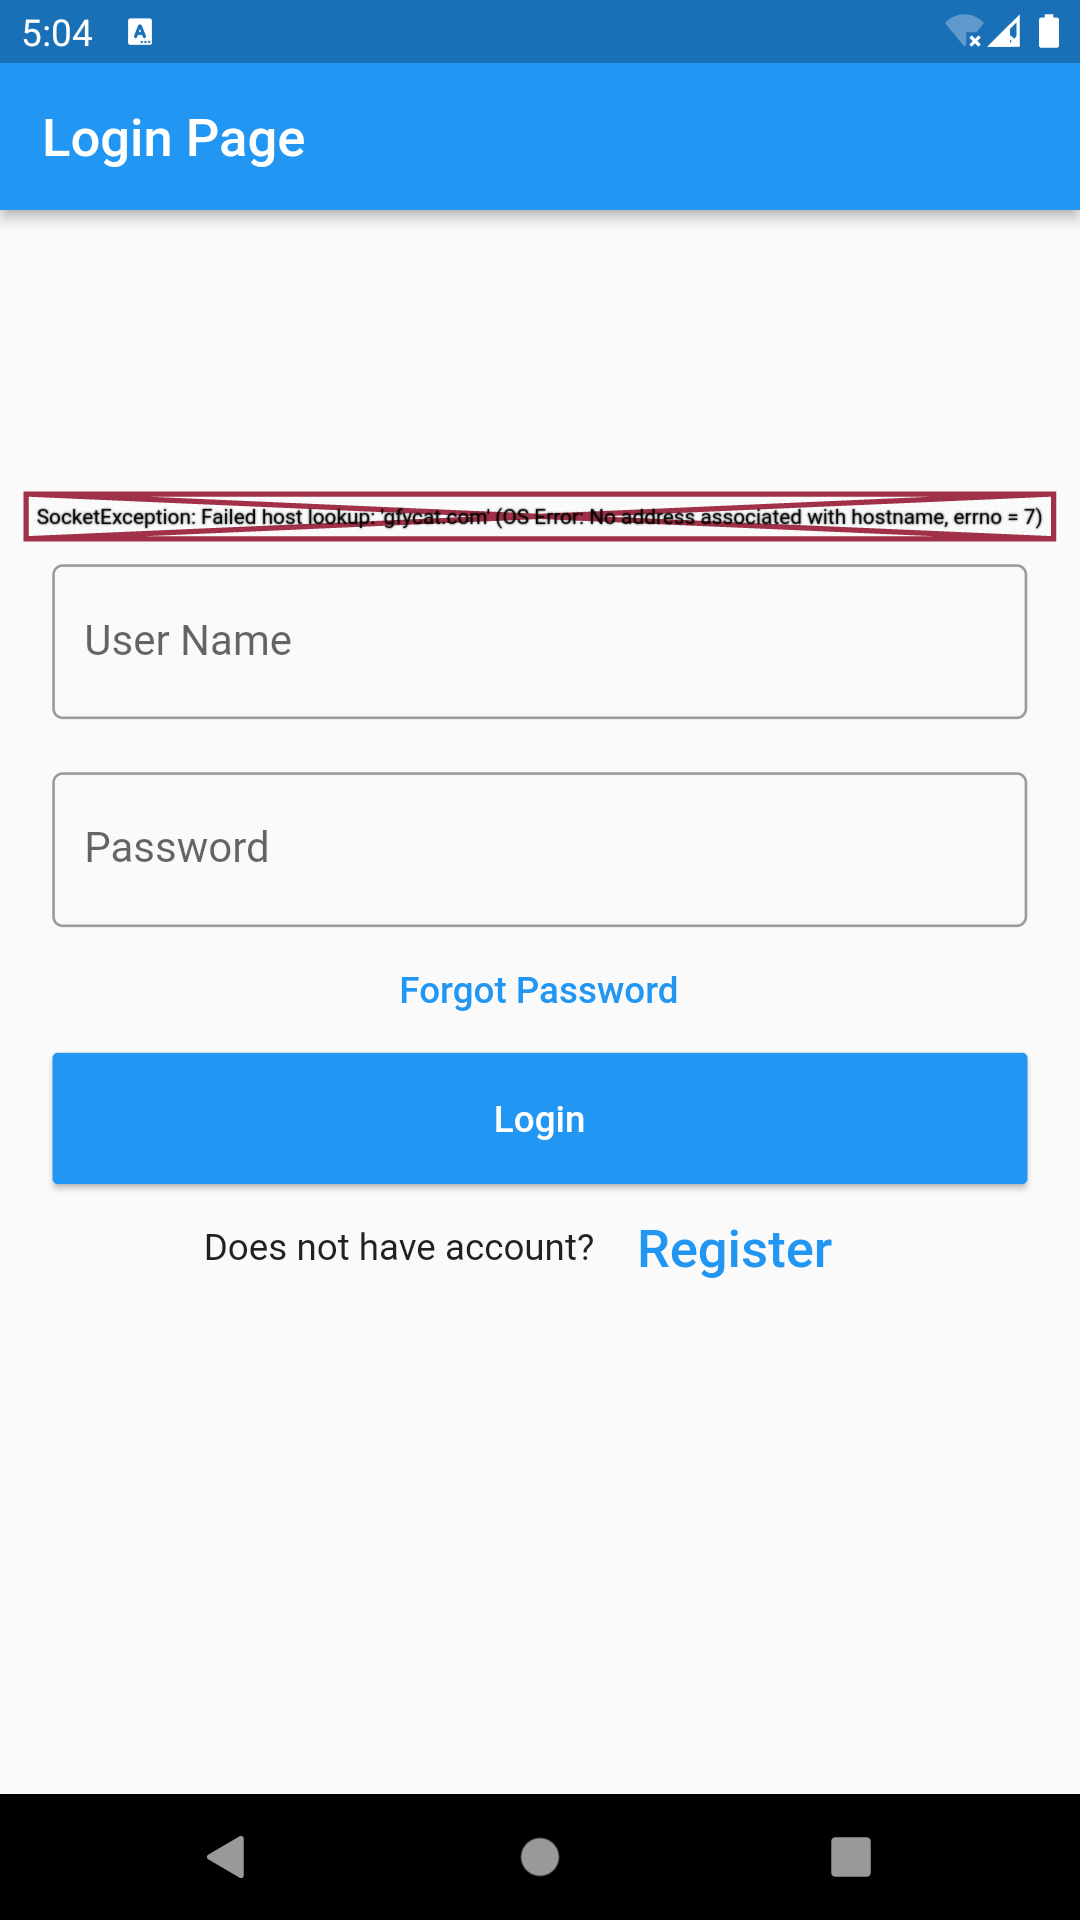 5:04
Login Page
SocketException: Failed host lookup: 'gfycat.com' (OS Error: No address associated with hostname, errno = 7)
User Name
Password
Forgot Password
Login
Does not have account? Register